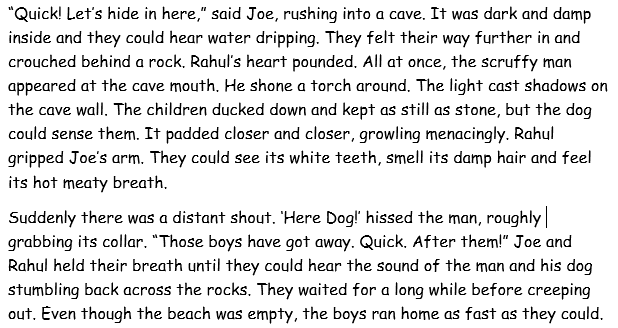 “Quick! Let’s hide in here,” said Joe, rushing into a cave. It was dark and damp
inside and they could hear water dripping. They felt their way further in and
crouched behind a rock. Rahul’s heart pounded. All at once, the scruffy man
appeared at the cave mouth. He shone a torch around. The light cast shadows on
the cave wall. The children ducked down and kept as still as stone, but the dog
could sense them. It padded closer and closer, growling menacingly. Rahul
gripped Joe’s arm. They could see its white teeth, smell its damp hair and feel
its hot meaty breath.
Suddenly there was a distant shout. ‘Here Dog!’ hissed the man, roughly
grabbing its collar. “Those boys have got away. Quick. After them!” Joe and
Rahul held their breath until they could hear the sound of the man and his dog
stumbling back across the rocks. They waited for a long while before creeping
out. Even though the beach was empty, the boys ran home as fast as they could.